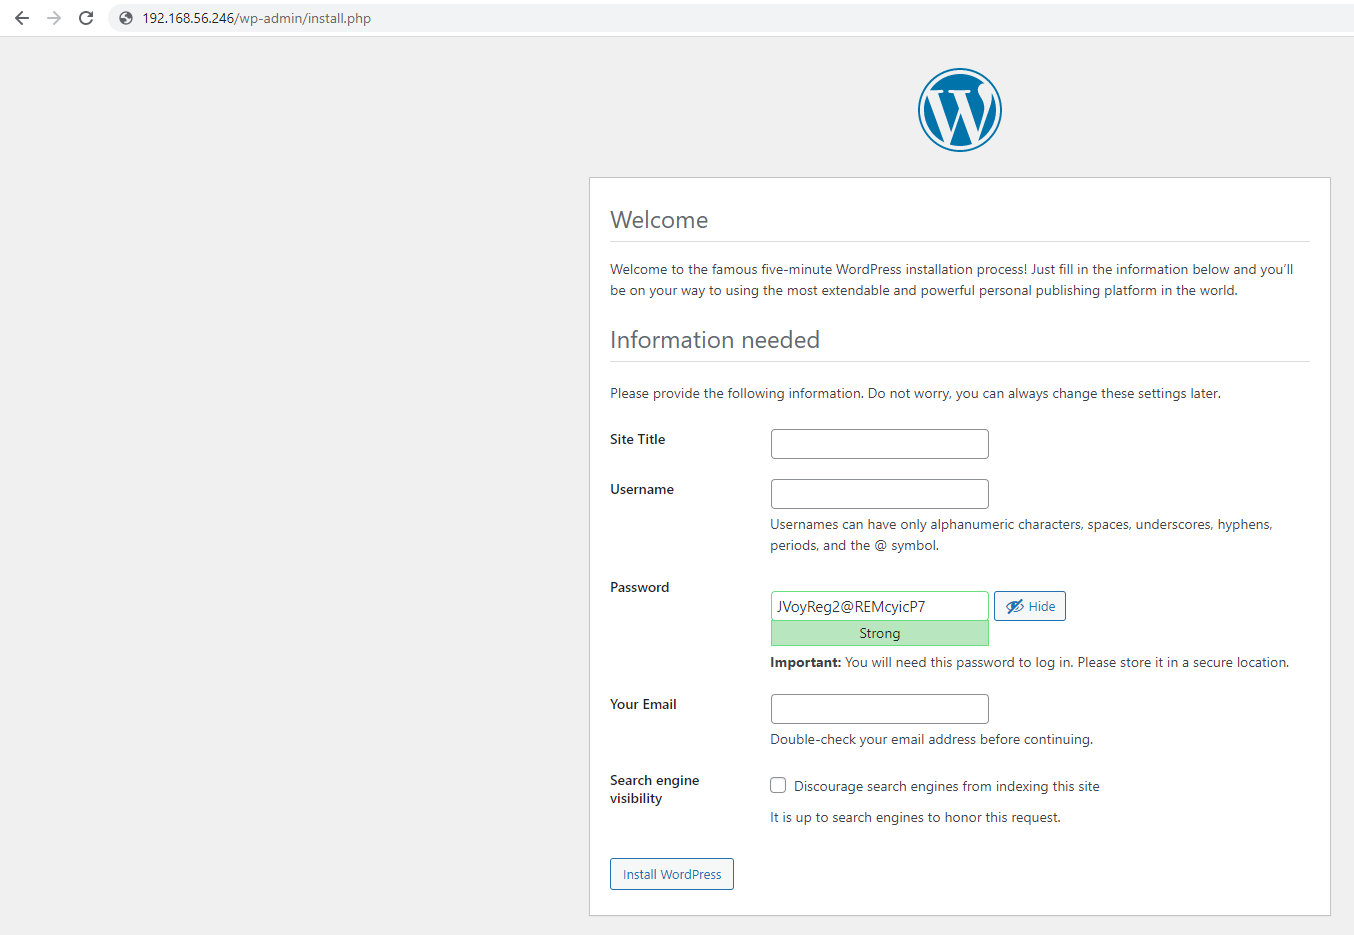 192.168.56.246/wp-admin/install.php
W
Welcome
Welcome to the famous five-minute WordPress installation process! Just fill in the information below and you’ll
be on your way to using the most extendable and powerful personal publishing platform in the world.
Information needed
Please provide the following information. Do not worry, you can always change these settings later.
Site Title
Username
Usernames can have only alphanumeric characters, spaces, underscores, hyphens,
periods, and the @ symbol.
Password
JVoyReg2@REMcyicP7
Hide
Strong
Important: You will need this password to log in. Please store it in a secure location.
Your Email
Double-check your email address before continuing.
Search engine
visibility
Discourage search engines from indexing this site
It is up to search engines to honor this request.
Install WordPress